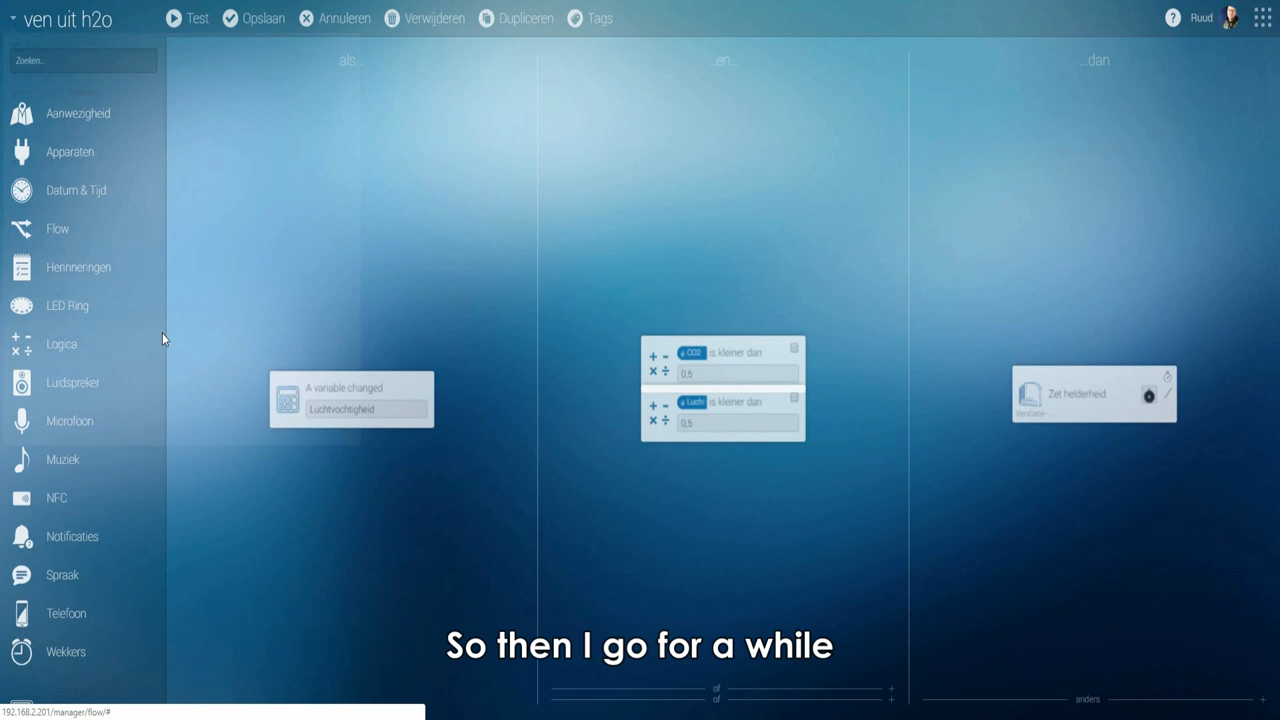 ven uit h2o
Test
Opslaan
Annuleren
Verwijderen
Dupliceren
Tags
Ruud
Zoeken...
als...
...en...
...dan
Aanwezigheid
Apparaten
Datum & Tijd
Flow
Herinneringen
LED Ring
Logica
Luidspreker
Microfoon
Muziek
NFC
Notificaties
Spraak
Telefoon
Wekkers
A variable changed
Luchtvochtigheid
CO2 is kleiner dan
0,5
Lucht is kleiner dan
0,5
Zet helderheid
Ventilatie...
So then I go for a while
of
of
anders
192.168.2.201/manager/flow/#